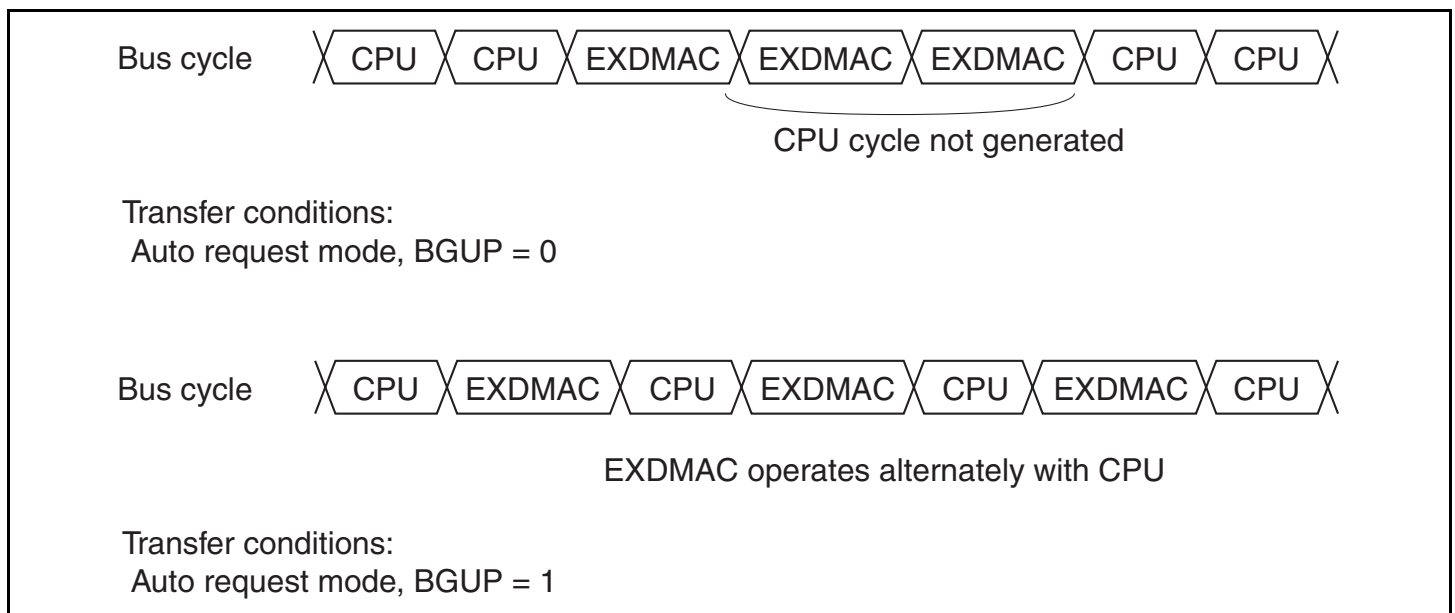 Bus cycle CPU CPU EXDMAC EXDMAC EXDMAC CPU CPU
CPU cycle not generated
Transfer conditions:
Auto request mode, BGUP = 0
Bus cycle CPU EXDMAC CPU EXDMAC CPU EXDMAC CPU
EXDMAC operates alternately with CPU
Transfer conditions:
Auto request mode, BGUP = 1